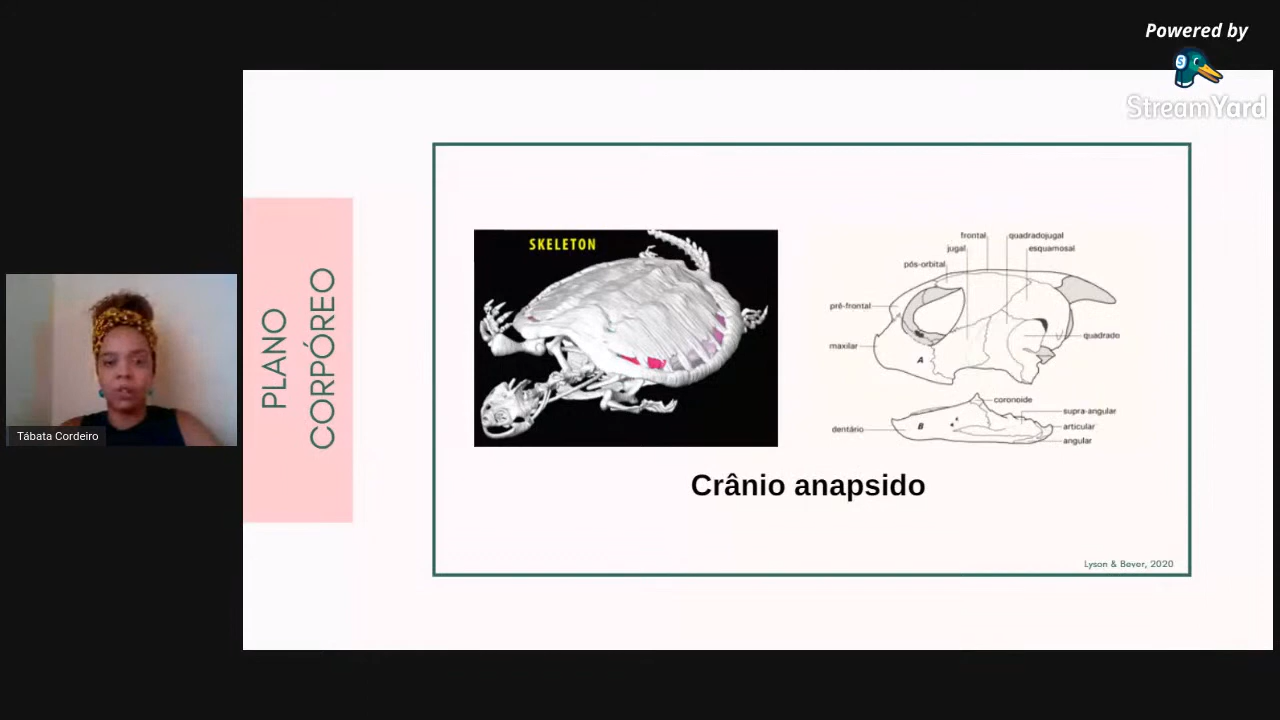 Powered by
StreamYard
PLANO
CORPÓREO
SKELETON
frontal
quadradojugal
jugal
esquamosal
pós-orbital
pré-frontal
quadrado
maxilar
A
coronoide
supra-angular
dentário
B
articular
angular
Crânio anapsido
Lyson & Bever, 2020
Tábata Cordeiro